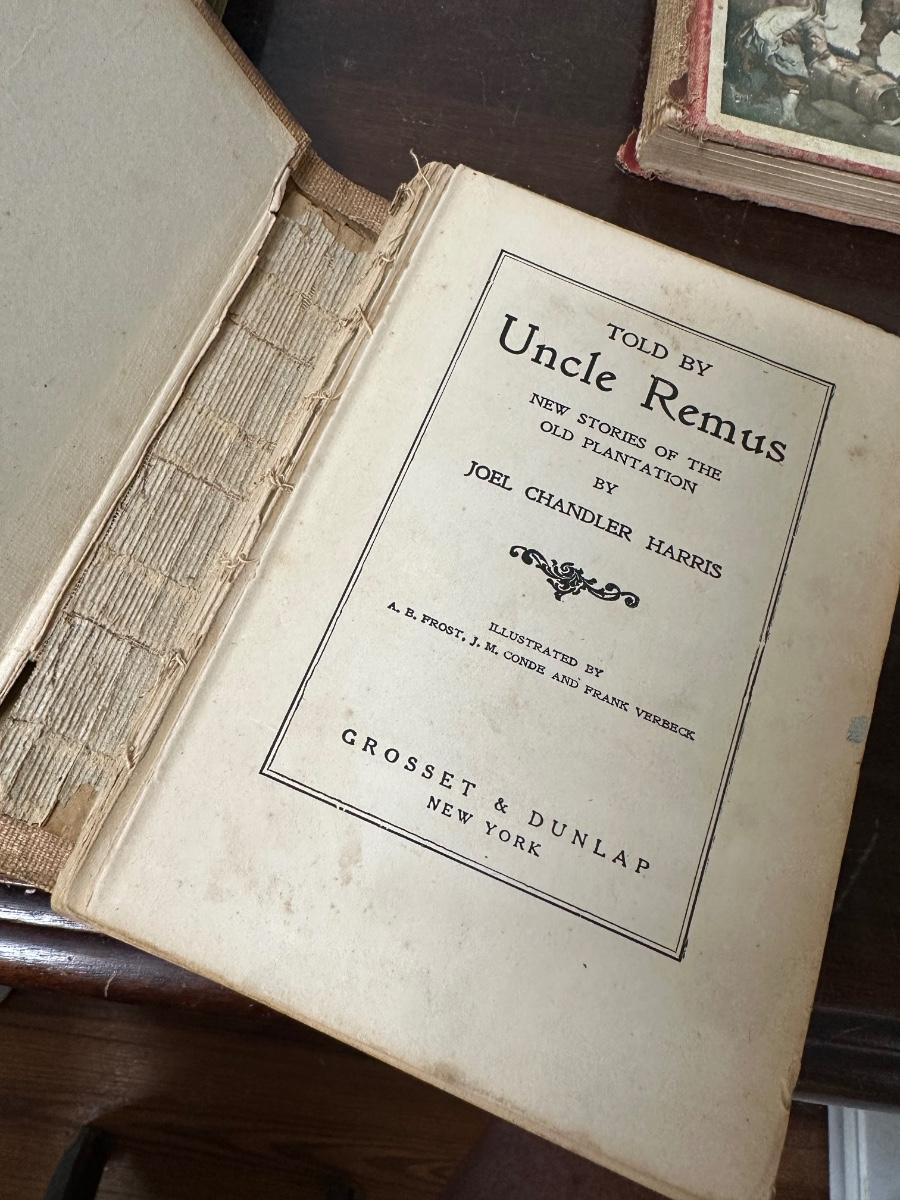 TOLD BY
Uncle Remus
NEW STORIES OF THE
OLD PLANTATION
BY
JOEL CHANDLER HARRIS
ILLUSTRATED BY
A. B. FROST, J. M. CONDE AND FRANK VERBECK
GROSSET & DUNLAP
NEW YORK